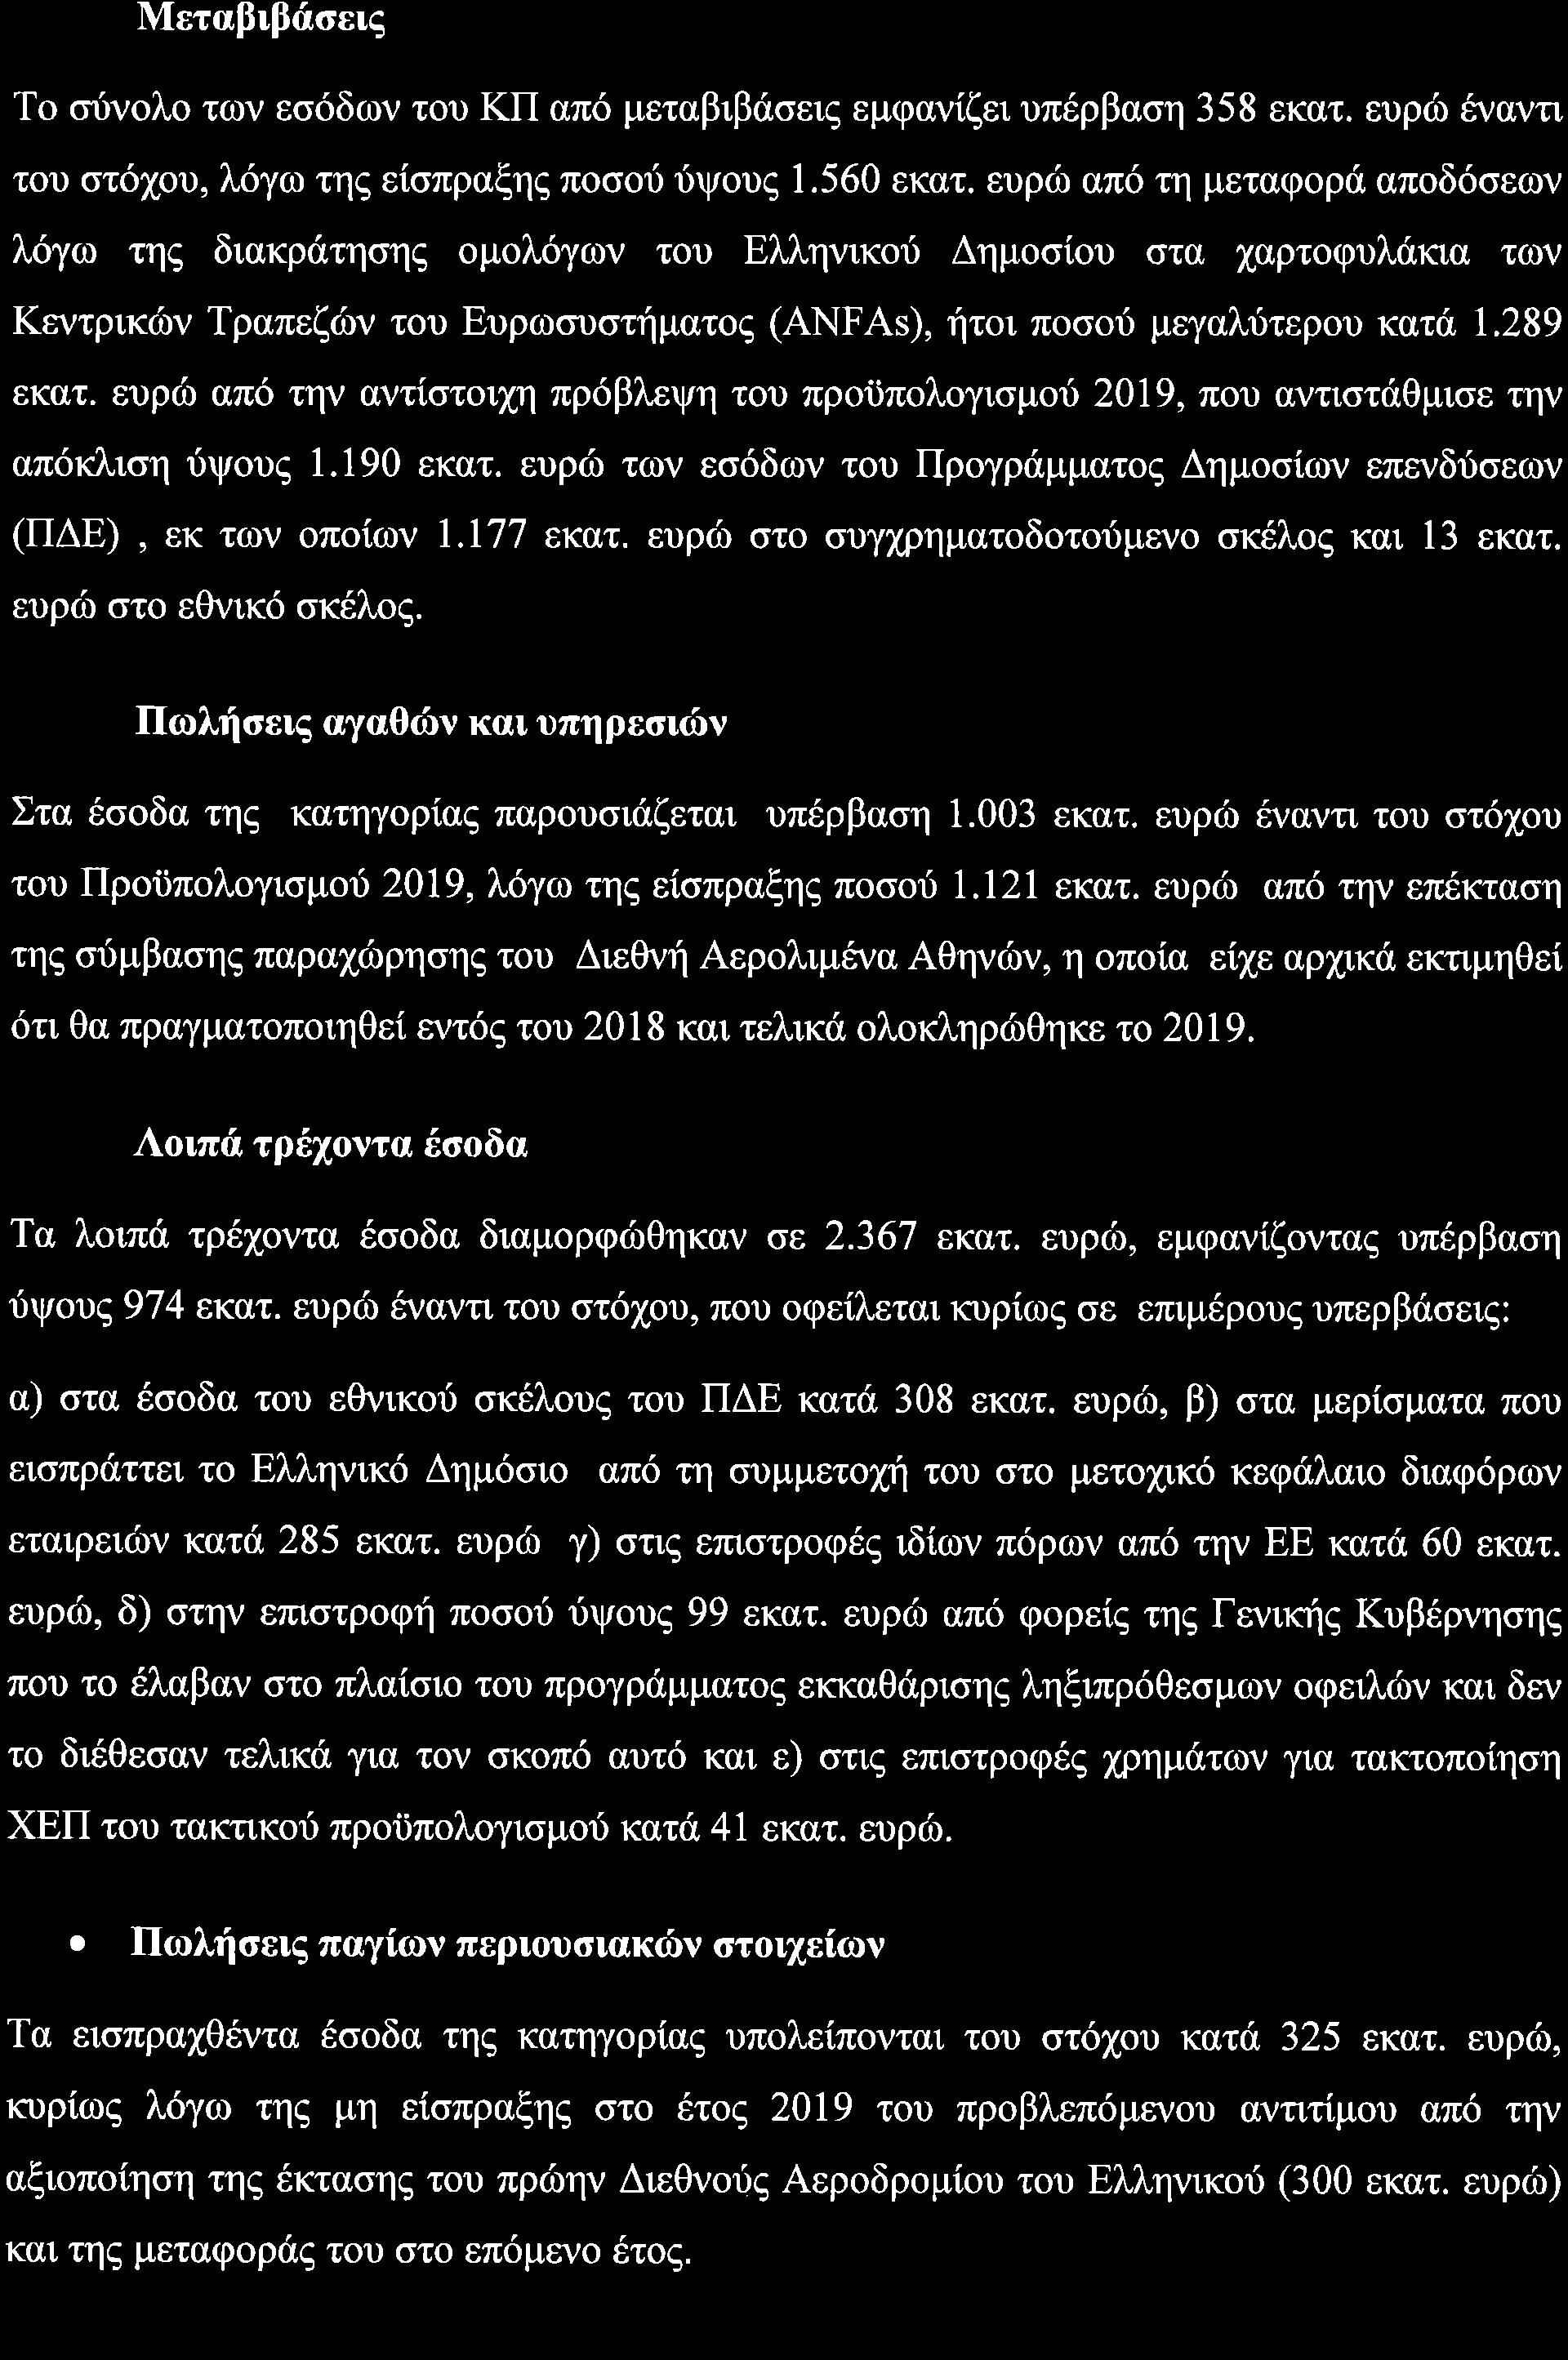 Μεταβιβάσεις
Το σύνολο των εσόδων του ΚΠ από μεταβιβάσεις εμφανίζει υπέρβαση 358 εκατ. ευρώ έναντι
του στόχου, λόγω της είσπραξης ποσού ύψους 1.560 εκατ. ευρώ από τη μεταφορά αποδόσεων
λόγω της διακράτησης ομολόγων του Ελληνικού Δημοσίου στα χαρτοφυλάκια των
Κεντρικών Τραπεζών του Ευρωσυστήματος (ANFAs), ήτοι ποσού μεγαλύτερου κατά 1.289
εκατ. ευρώ από την αντίστοιχη πρόβλεψη του προϋπολογισμού 2019, που αντιστάθμισε την
απόκλιση ύψους 1.190 εκατ. ευρώ των εσόδων του Προγράμματος Δημοσίων επενδύσεων
(ΠΔΕ) , εκ των οποίων 1.177 εκατ. ευρώ στο συγχρηματοδοτούμενο σκέλος και 13 εκατ.
ευρώ στο εθνικό σκέλος.
Πωλήσεις αγαθών και υπηρεσιών
Στα έσοδα της κατηγορίας παρουσιάζεται υπέρβαση 1.003 εκατ. ευρώ έναντι του στόχου
του Προϋπολογισμού 2019, λόγω της είσπραξης ποσού 1.121 εκατ. ευρώ από την επέκταση
της σύμβασης παραχώρησης του Διεθνή Αερολιμένα Αθηνών, η οποία είχε αρχικά εκτιμηθεί
ότι θα πραγματοποιηθεί εντός του 2018 και τελικά ολοκληρώθηκε το 2019.
Λοιπά τρέχοντα έσοδα
Τα λοιπά τρέχοντα έσοδα διαμορφώθηκαν σε 2.367 εκατ. ευρώ, εμφανίζοντας υπέρβαση
ύψους 974 εκατ. ευρώ έναντι του στόχου, που οφείλεται κυρίως σε επιμέρους υπερβάσεις:
α) στα έσοδα του εθνικού σκέλους του ΠΔΕ κατά 308 εκατ. ευρώ, β) στα μερίσματα που
εισπράττει το Ελληνικό Δημόσιο από τη συμμετοχή του στο μετοχικό κεφάλαιο διαφόρων
εταιρειών κατά 285 εκατ. ευρώ γ) στις επιστροφές ιδίων πόρων από την ΕΕ κατά 60 εκατ.
ευρώ, δ) στην επιστροφή ποσού ύψους 99 εκατ. ευρώ από φορείς της Γενικής Κυβέρνησης
που το έλαβαν στο πλαίσιο του προγράμματος εκκαθάρισης ληξιπρόθεσμων οφειλών και δεν
το διέθεσαν τελικά για τον σκοπό αυτό και ε) στις επιστροφές χρημάτων για τακτοποίηση
ΧΕΠ του τακτικού προϋπολογισμού κατά 41 εκατ. ευρώ.
• Πωλήσεις παγίων περιουσιακών στοιχείων
Τα εισπραχθέντα έσοδα της κατηγορίας υπολείπονται του στόχου κατά 325 εκατ. ευρώ,
κυρίως λόγω της μη είσπραξης στο έτος 2019 του προβλεπόμενου αντιτίμου από την
αξιοποίηση της έκτασης του πρώην Διεθνούς Αεροδρομίου του Ελληνικού (300 εκατ. ευρώ)
και της μεταφοράς του στο επόμενο έτος.